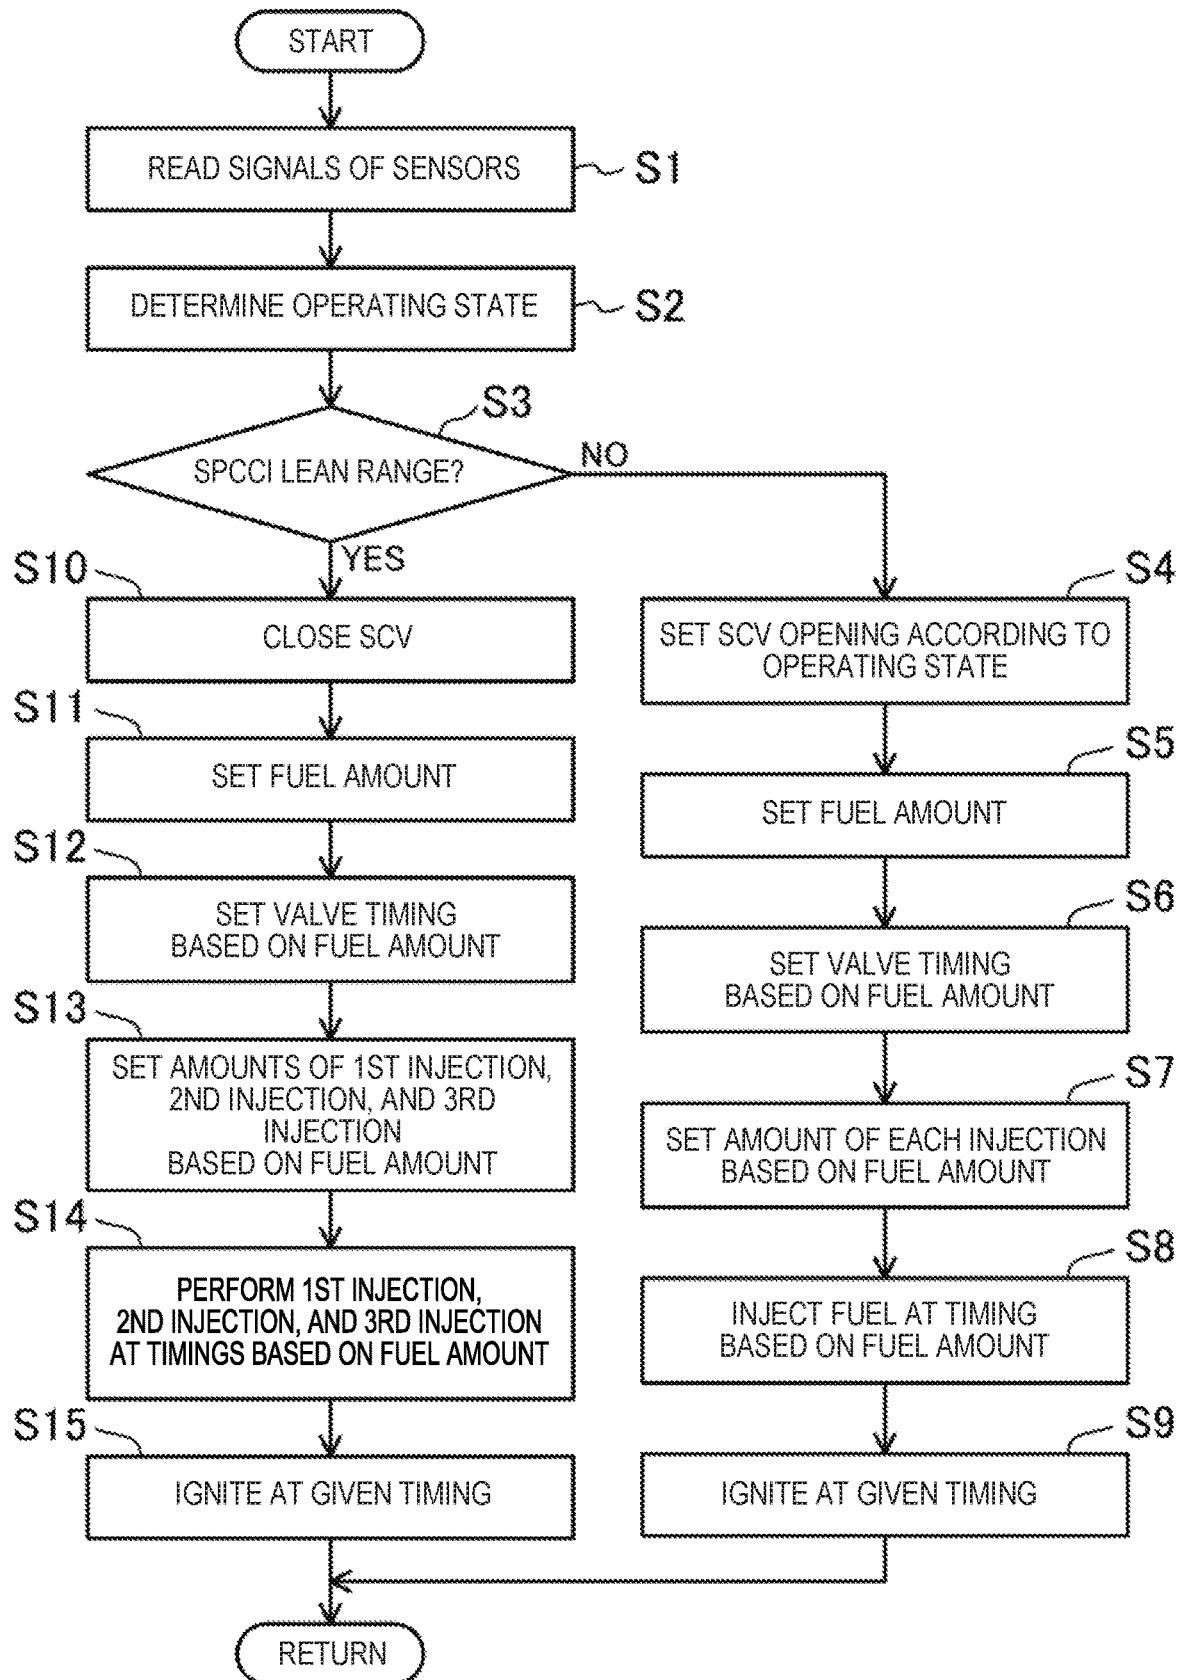 START
READ SIGNALS OF SENSORS
S1
DETERMINE OPERATING STATE
S2
S3
SPCCI LEAN RANGE?
NO
YES
S10
CLOSE SCV
S11
SET FUEL AMOUNT
S12
SET VALVE TIMING
BASED ON FUEL AMOUNT
S13
SET AMOUNTS OF 1ST INJECTION,
2ND INJECTION, AND 3RD
INJECTION
BASED ON FUEL AMOUNT
S14
PERFORM 1ST INJECTION,
2ND INJECTION, AND 3RD INJECTION
AT TIMINGS BASED ON FUEL AMOUNT
S15
IGNITE AT GIVEN TIMING
S4
SET SCV OPENING ACCORDING TO
OPERATING STATE
S5
SET FUEL AMOUNT
S6
SET VALVE TIMING
BASED ON FUEL AMOUNT
S7
SET AMOUNT OF EACH INJECTION
BASED ON FUEL AMOUNT
S8
INJECT FUEL AT TIMING
BASED ON FUEL AMOUNT
S9
IGNITE AT GIVEN TIMING
RETURN